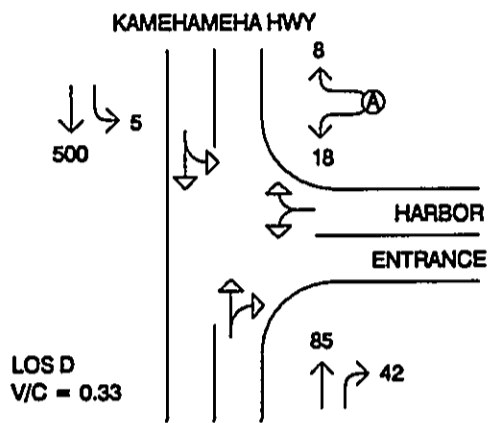 KAMEHAMEHA HWY
8
A
5
500
18
HARBOR
ENTRANCE
85
42
LOS D
V/C = 0.33